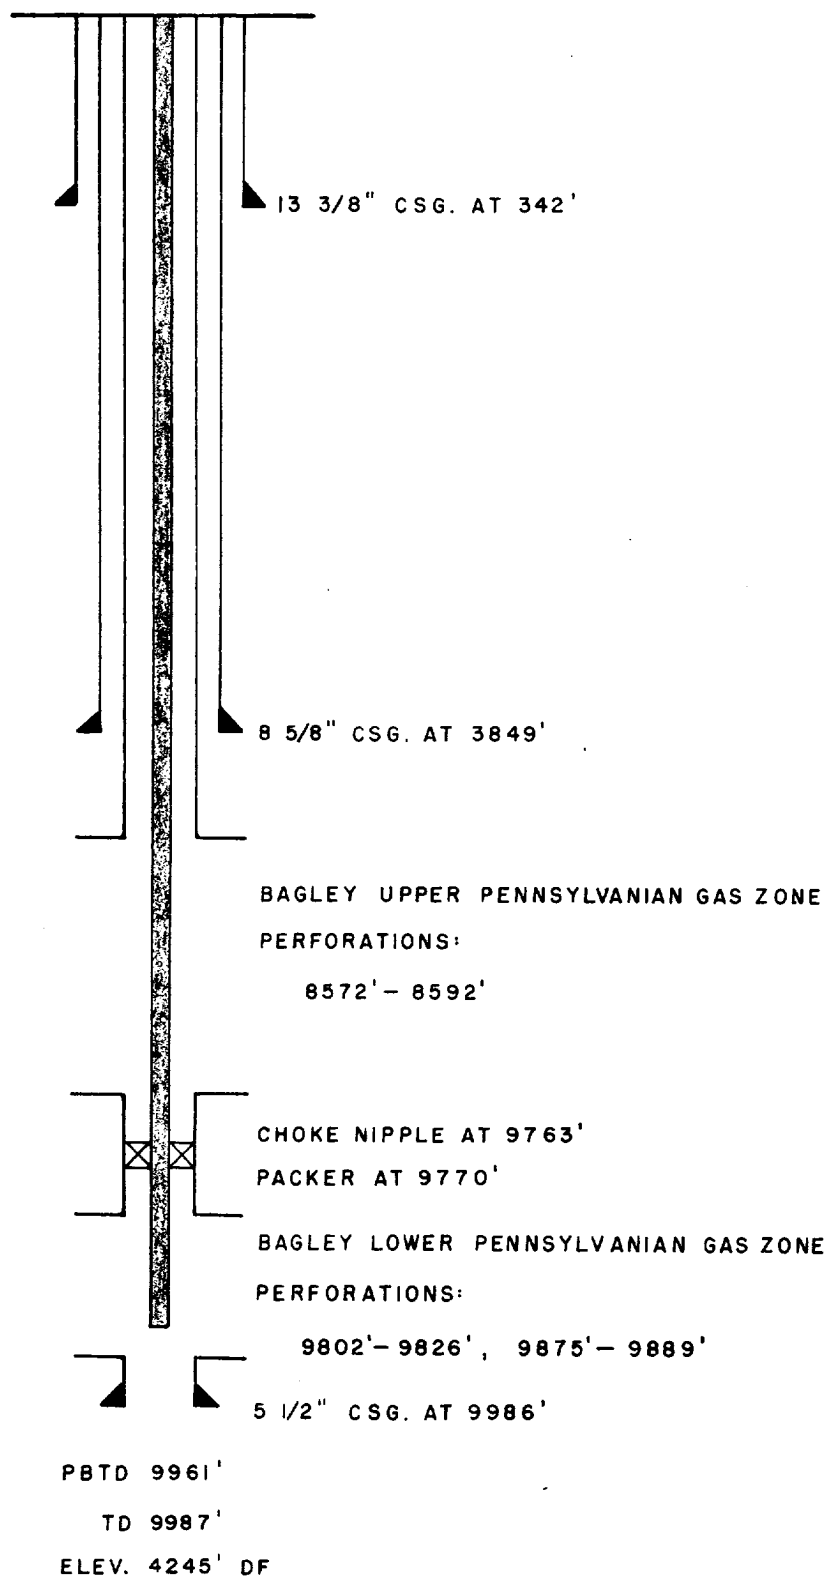 13 3/8" CSG. AT 342'
8 5/8" CSG. AT 3849'
BAGLEY UPPER PENNSYLVANIAN GAS ZONE
PERFORATIONS:
8572'- 8592'
CHOKE NIPPLE AT 9763'
PACKER AT 9770'
BAGLEY LOWER PENNSYLVANIAN GAS ZONE
PERFORATIONS:
9802'- 9826', 9875'- 9889'
5 1/2" CSG. AT 9986'
PBTD 9961'
TD 9987'
ELEV. 4245' DF